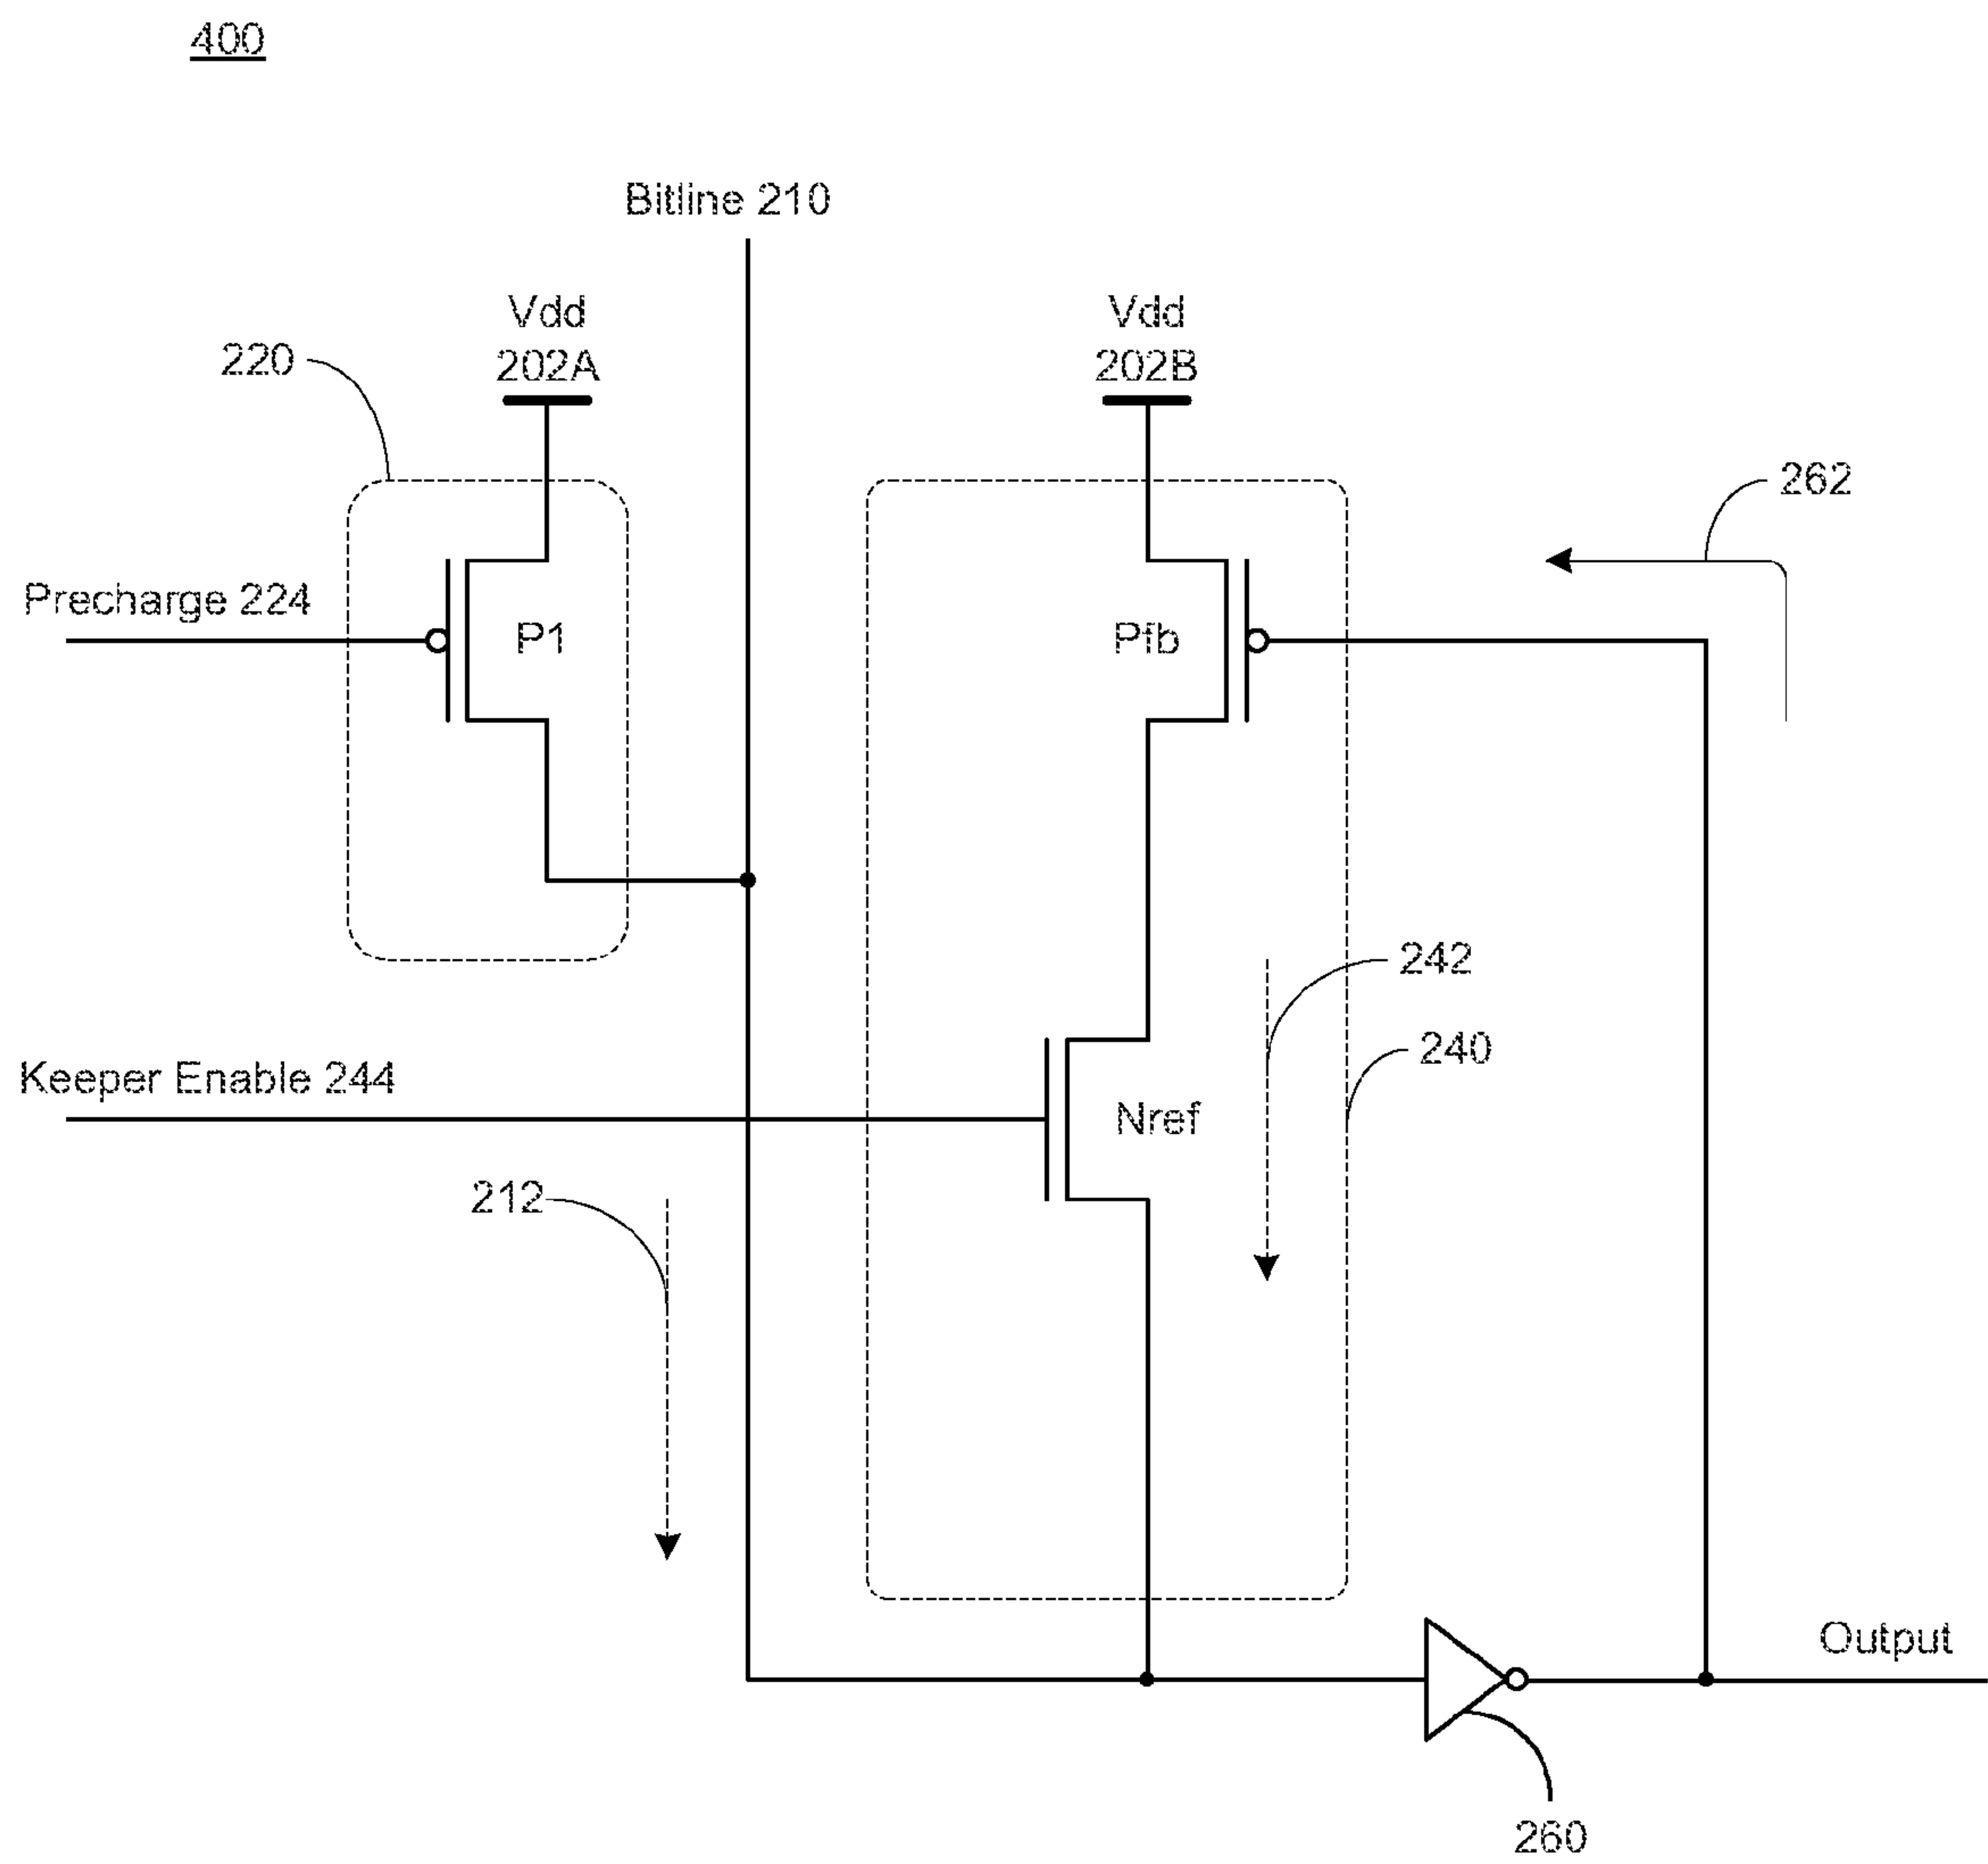 400
Bitline 210
Vdd
202A
Vdd
202B
220
262
Precharge 224
P1
Pfb
242
240
Keeper Enable 244
Nref
212
Output
260